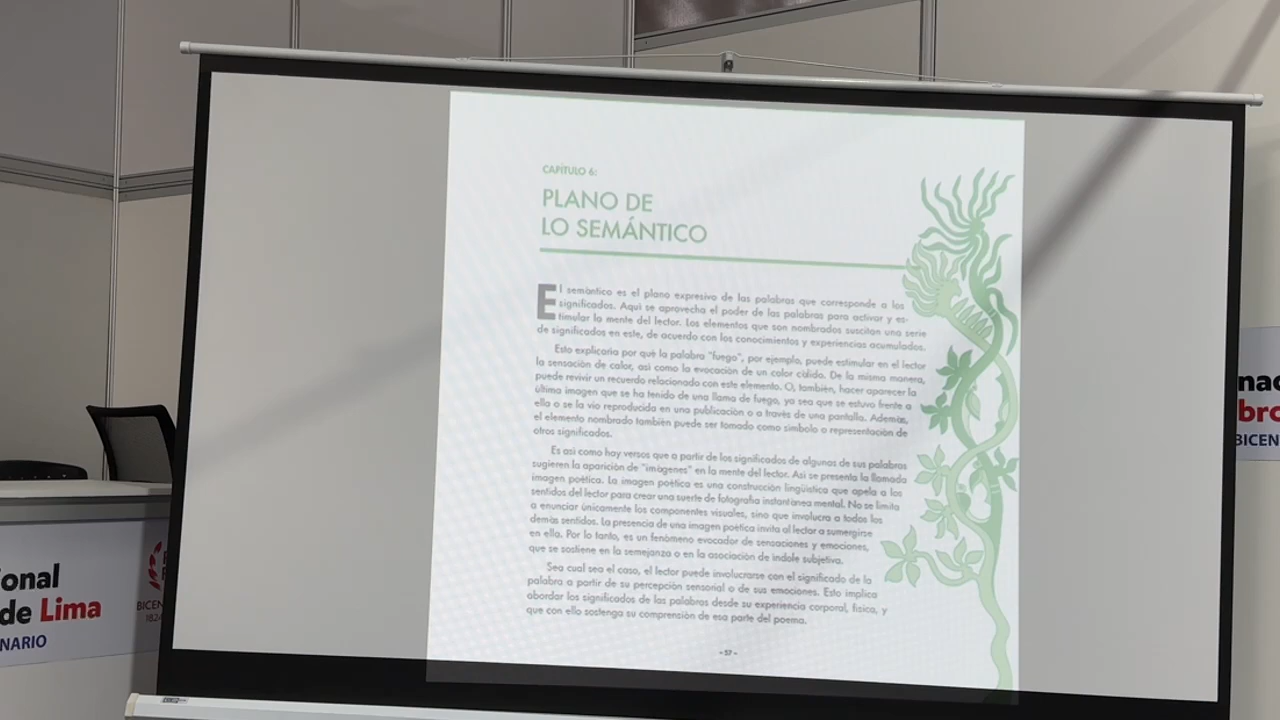 CAPÍTULO 6:
PLANO DE
LO SEMÁNTICO
El semántico es el plano expresivo de las palabras que corresponde a los
significados. Aquí se aprovecha el poder de las palabras para activar y es-
timular la mente del lector. Los elementos que son nombrados suscitan una serie
de significados en este, de acuerdo con los conocimientos y experiencias acumulados.
Esto explicaría por qué la palabra "fuego", por ejemplo, puede estimular en el lector
la sensación de calor, así como la evocación de un color cálido. De la misma manera,
puede revivir un recuerdo relacionado con este elemento. O, también, hacer aparecer la
última imagen que se ha tenido de una llama de fuego, ya sea que se estuvo frente a
ella o se la vio reproducida en una publicación o a través de una pantalla. Además,
el elemento nombrado también puede ser tomado como símbolo o representación de
otros significados.
Es así como hay versos que a partir de los significados de algunas de sus palabras
sugieren la aparición de "imágenes" en la mente del lector. Así se presenta la llamada
imagen poética. La imagen poética es una construcción lingüística que apela a los
sentidos del lector para crear una suerte de fotografía instantánea mental. No se limita
a enunciar únicamente los componentes visuales, sino que involucra a todos los
demás sentidos. La presencia de una imagen poética invita al lector a sumergirse
en ella. Por lo tanto, es un fenómeno evocador de sensaciones y emociones,
que se sostiene en la semejanza o en la asociación de índole subjetiva.
Sea cual sea el caso, el lector puede involucrarse con el significado de la
palabra a partir de su percepción sensorial o de sus emociones. Esto implica
abordar los significados de las palabras desde su experiencia corporal, física, y
que con ello sostenga su comprensión de esa parte del poema.
- 57 -
ional
de Lima
NARIO
BICEN
182
nac
bro
BICEN